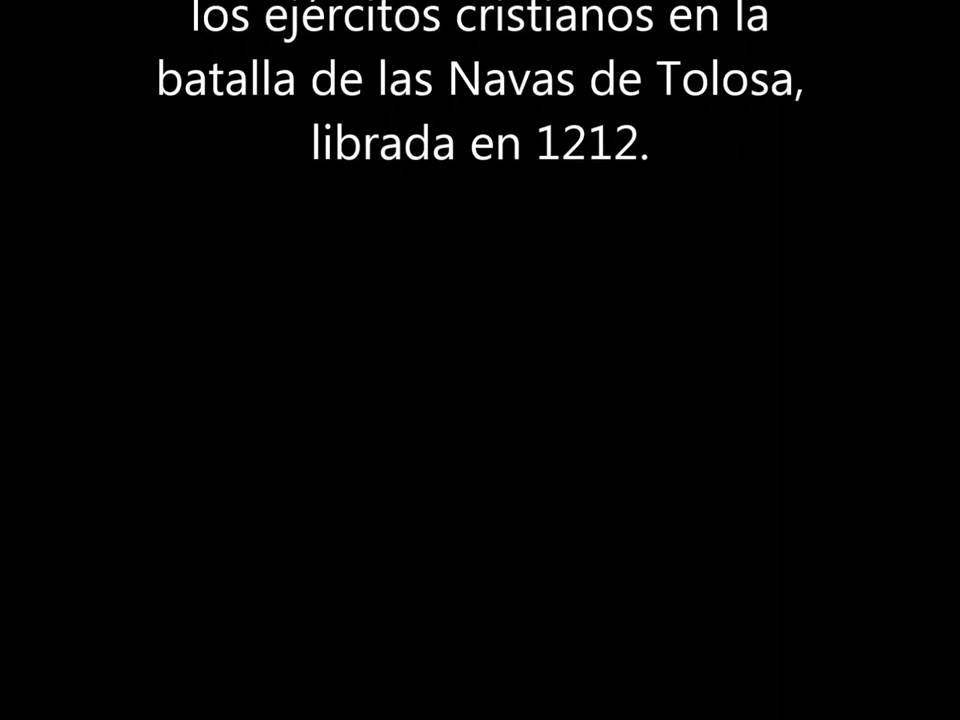 los ejércitos cristianos en la
batalla de las Navas de Tolosa,
librada en 1212.